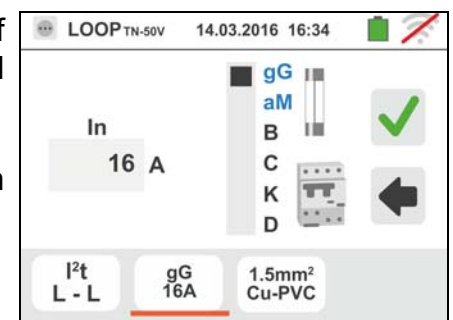 f
l
n
LOOP TN-50V 14.03.2016 16:34
gG
aM
B
C
K
D
In
16 A
I²t
L - L
gG
16A
1.5mm²
Cu-PVC